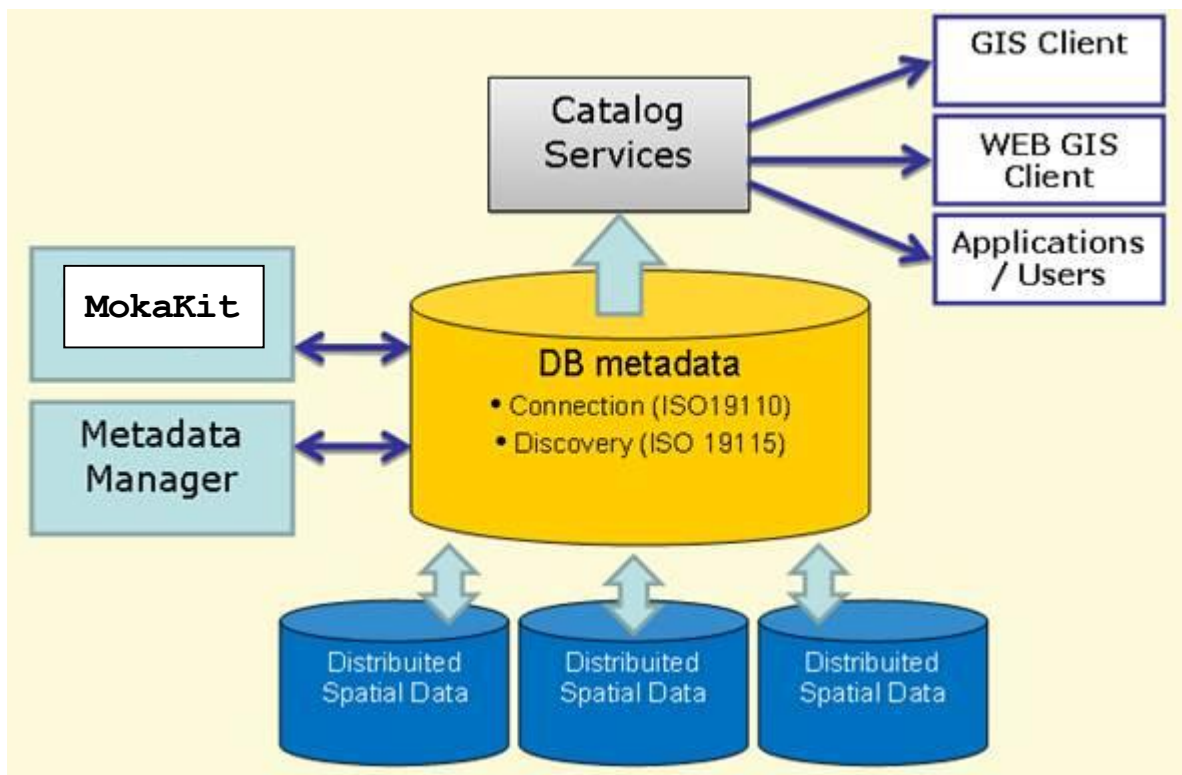 GIS Client
Catalog
Services
WEB GIS
Client
Applications
/ Users
MokaKit
DB metadata
• Connection (ISO19110)
• Discovery (ISO 19115)
Metadata
Manager
Distribuited
Spatial Data
Distribuited
Spatial Data
Distribuited
Spatial Data